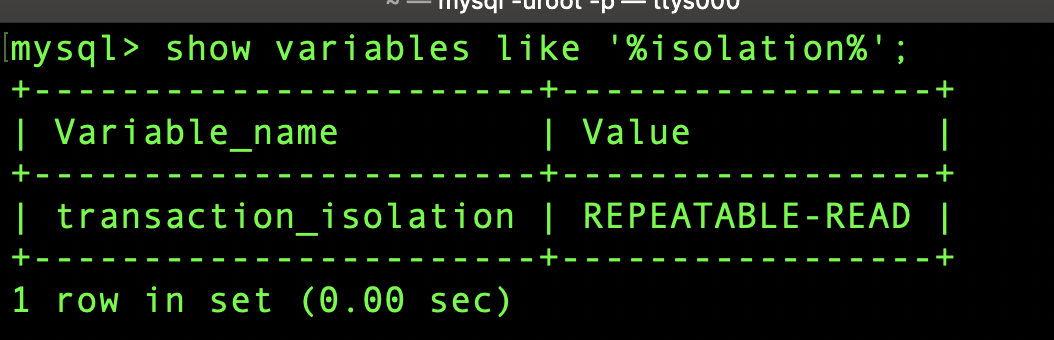 ~ — mysql -uroot -p — ttys000
[mysql> show variables like '%isolation%';
+-----------------------+-----------------+
| Variable_name         | Value           |
+-----------------------+-----------------+
| transaction_isolation | REPEATABLE-READ |
+-----------------------+-----------------+
1 row in set (0.00 sec)